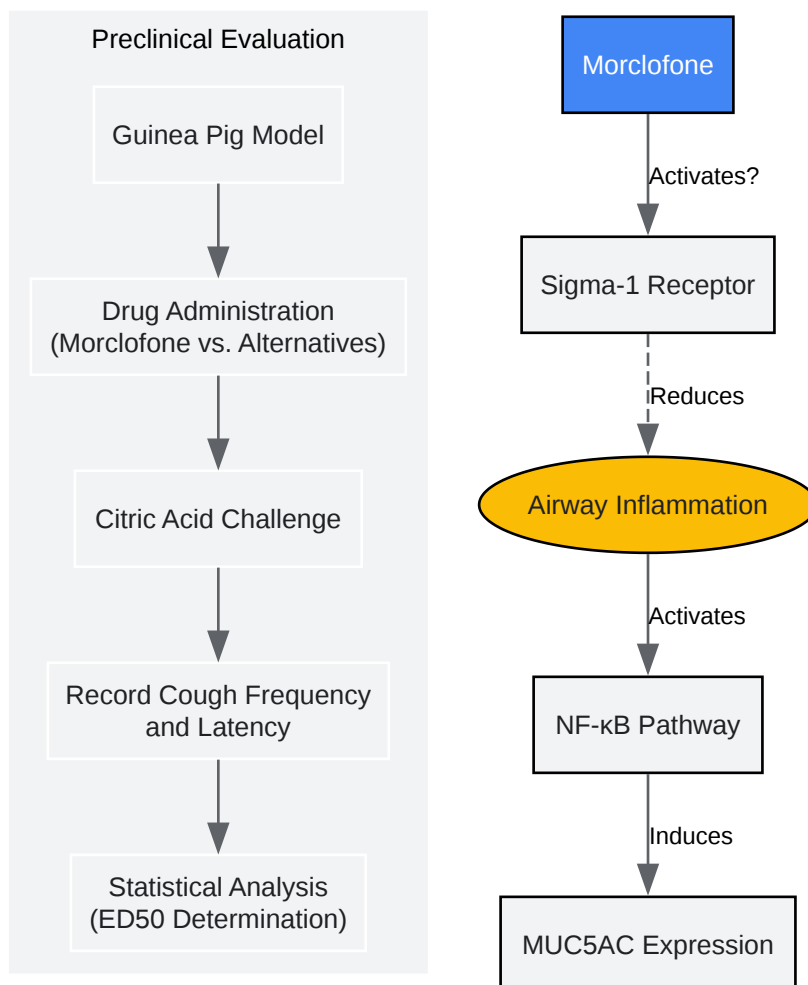 Preclinical Evaluation
Guinea Pig Model
Drug Administration
(Morclofone vs. Alternatives)
Citric Acid Challenge
Record Cough Frequency
and Latency
Statistical Analysis
(ED50 Determination)
Morclofone
Activates?
Sigma-1 Receptor
Reduces
Airway Inflammation
Activates
NF-κB Pathway
Induces
MUC5AC Expression